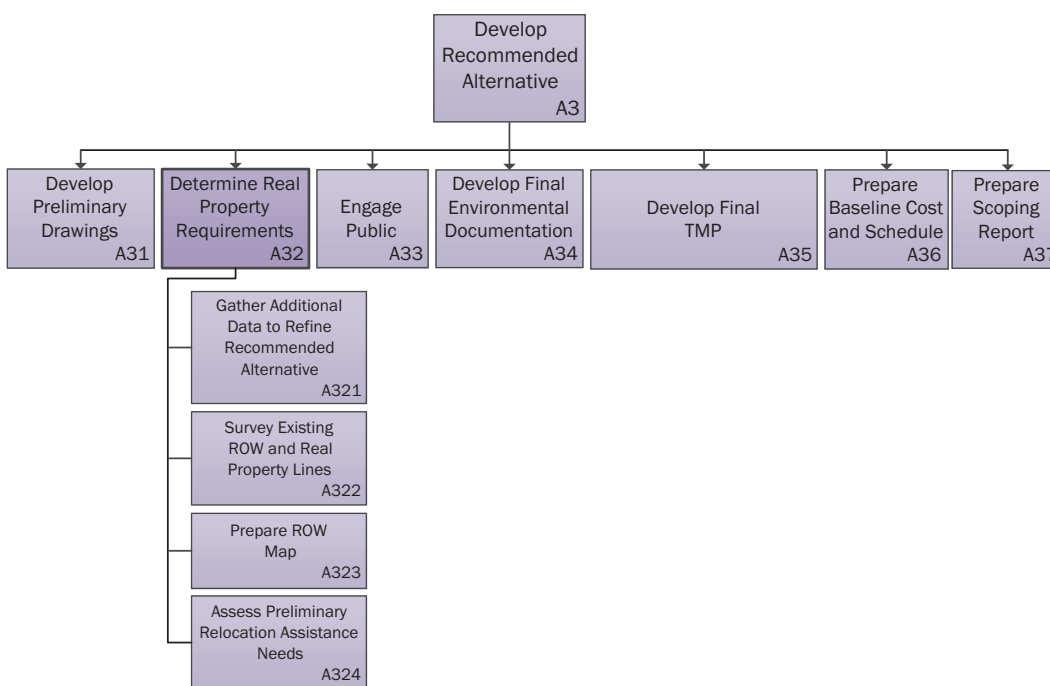 Develop
Recommended
Alternative
A3
Develop
Preliminary
Drawings
A31
Determine Real
Property
Requirements
A32
Engage
Public
A33
Develop Final
Environmental
Documentation
A34
Develop Final
TMP
A35
Prepare
Baseline Cost
and Schedule
A36
Prepare
Scoping
Report
A37
Gather Additional
Data to Refine
Recommended
Alternative
A321
Survey Existing
ROW and Real
Property Lines
A322
Prepare ROW
Map
A323
Assess Preliminary
Relocation Assistance
Needs
A324